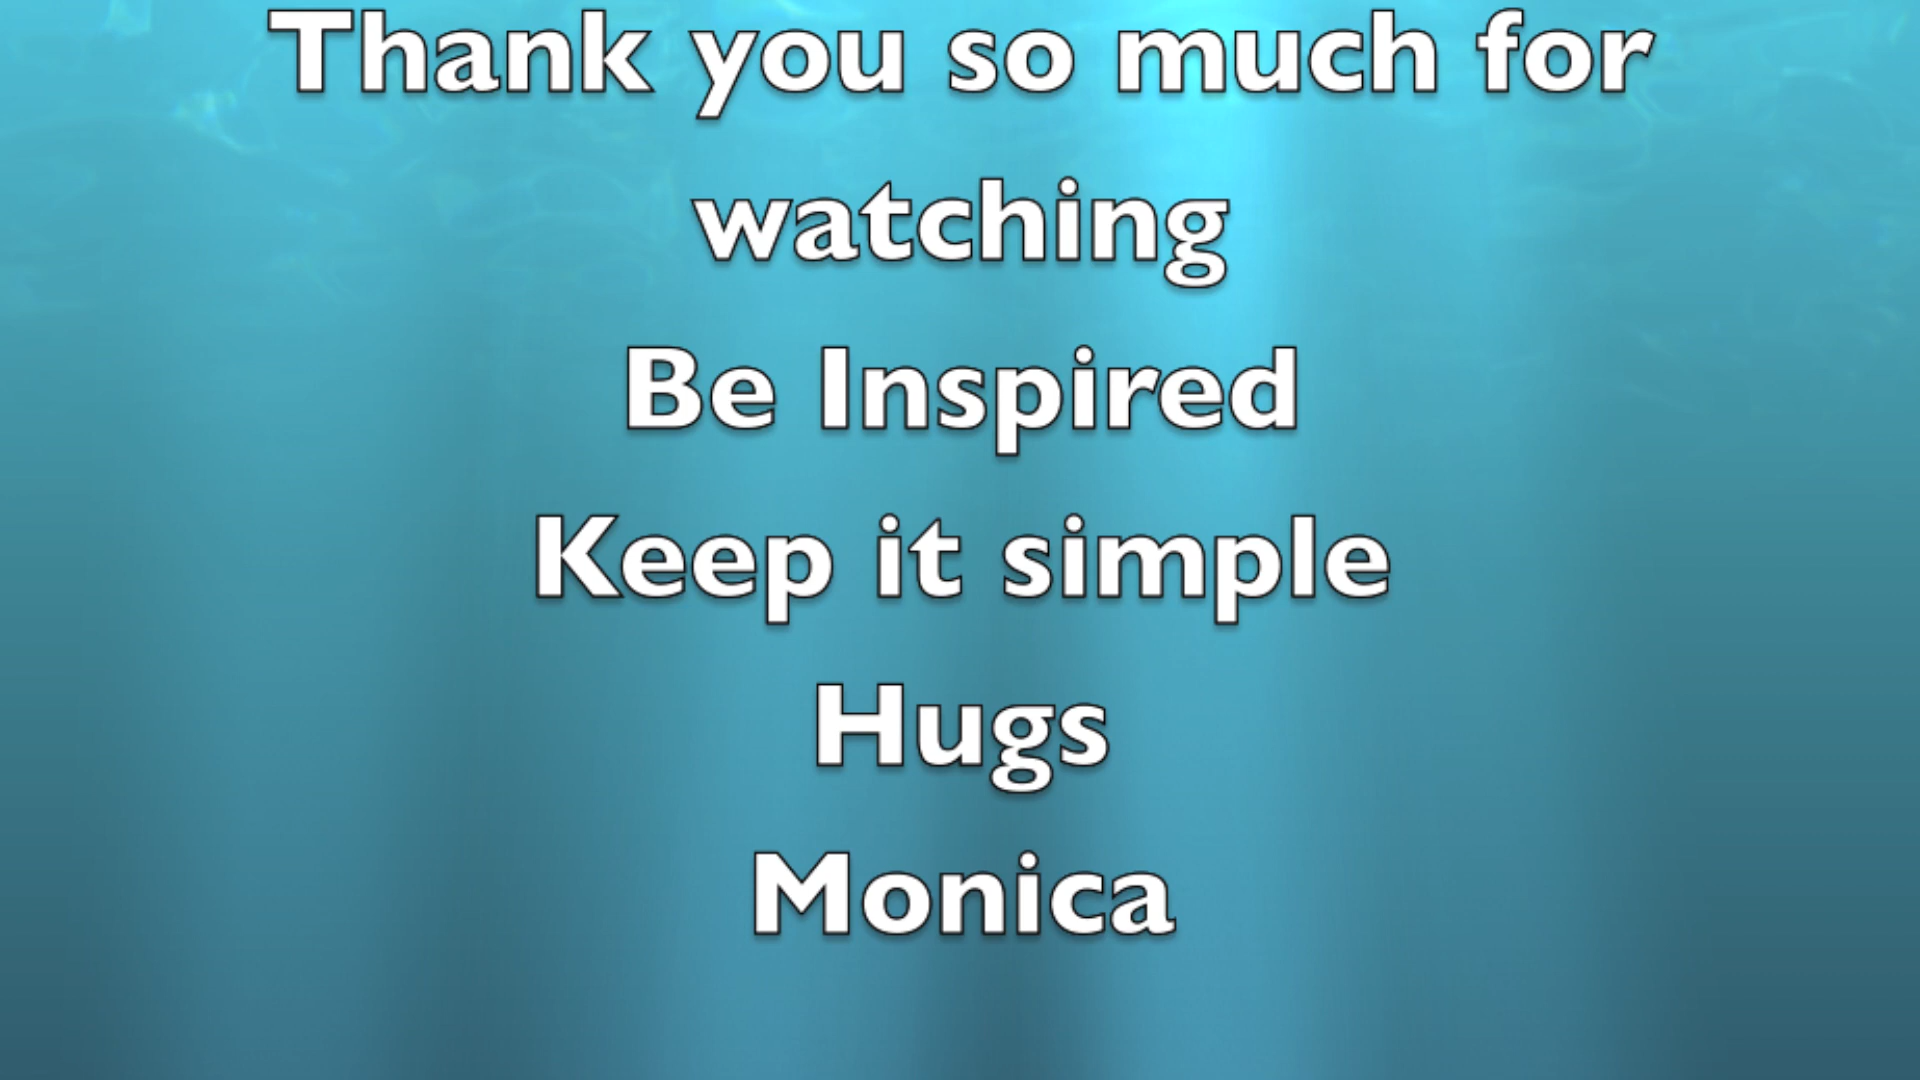 Thank you so much for
watching
Be Inspired
Keep it simple
Hugs
Monica